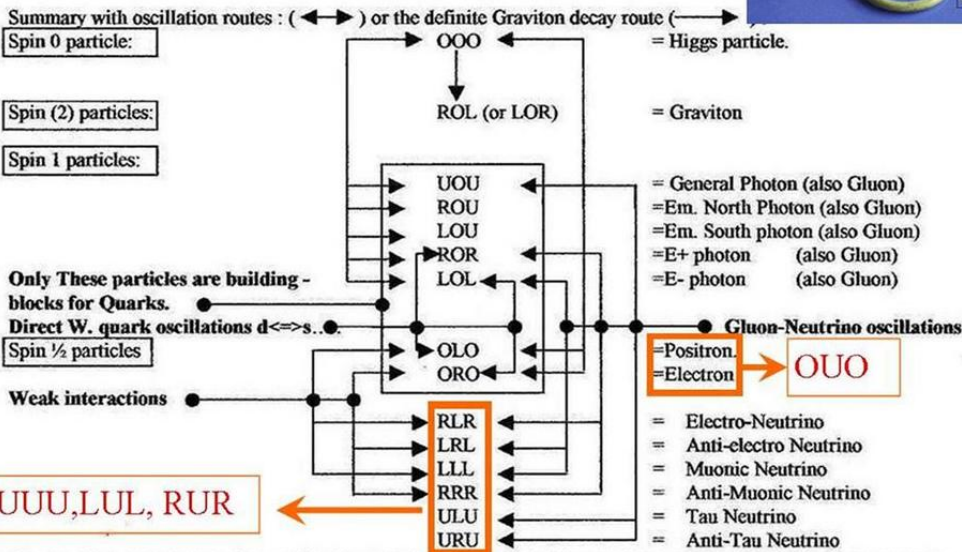 Summary with oscillation routes : ( ◄─► ) or the definite Graviton decay route (──►
Spin 0 particle: OOO = Higgs particle.
Spin (2) particles: ROL (or LOR) = Graviton
Spin 1 particles:
UOU = General Photon (also Gluon)
ROU =Em. North Photon (also Gluon)
LOU =Em. South photon (also Gluon)
ROR =E+ photon (also Gluon)
Only These particles are building - LOL =E- photon (also Gluon)
blocks for Quarks.
Direct W. quark oscillations d<=>s.. Gluon-Neutrino oscillations
Spin ½ particles OLO =Positron.
ORO =Electron OUO
Weak interactions
RLR = Electro-Neutrino
LRL = Anti-electro Neutrino
LLL = Muonic Neutrino
UUU,LUL, RUR RRR = Anti-Muonic Neutrino
ULU = Tau Neutrino
URU = Anti-Tau Neutrino